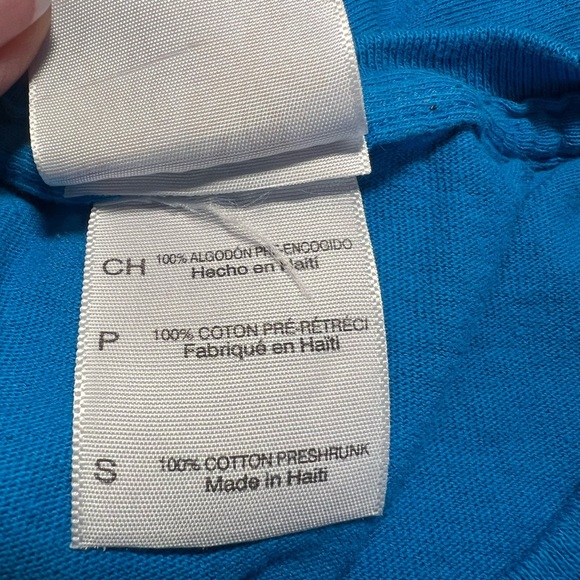 CH 100% ALGODÓN PRE-ENCOGIDO
Hecho en Haití
P 100% COTON PRÉ-RÉTRÉCI
Fabriqué en Haïti
S 100% COTTON PRESHRUNK
Made in Haiti